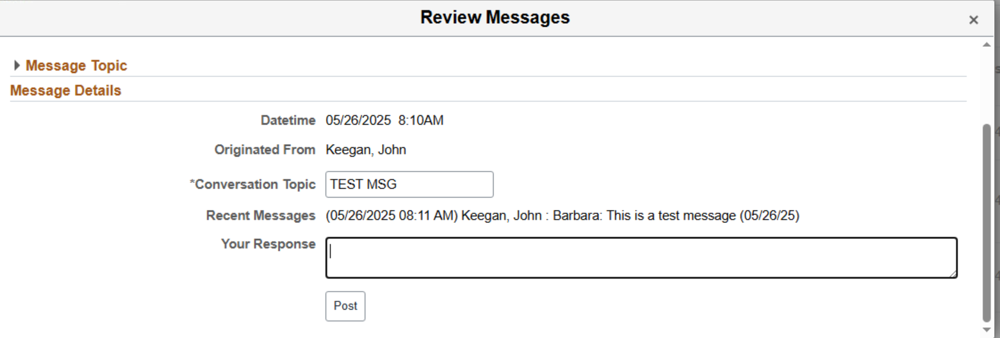 Review Messages
×
Message Topic
Message Details
Datetime 05/26/2025 8:10AM
Originated From Keegan, John
*Conversation Topic TEST MSG
Recent Messages (05/26/2025 08:11 AM) Keegan, John : Barbara: This is a test message (05/26/25)
Your Response
Post